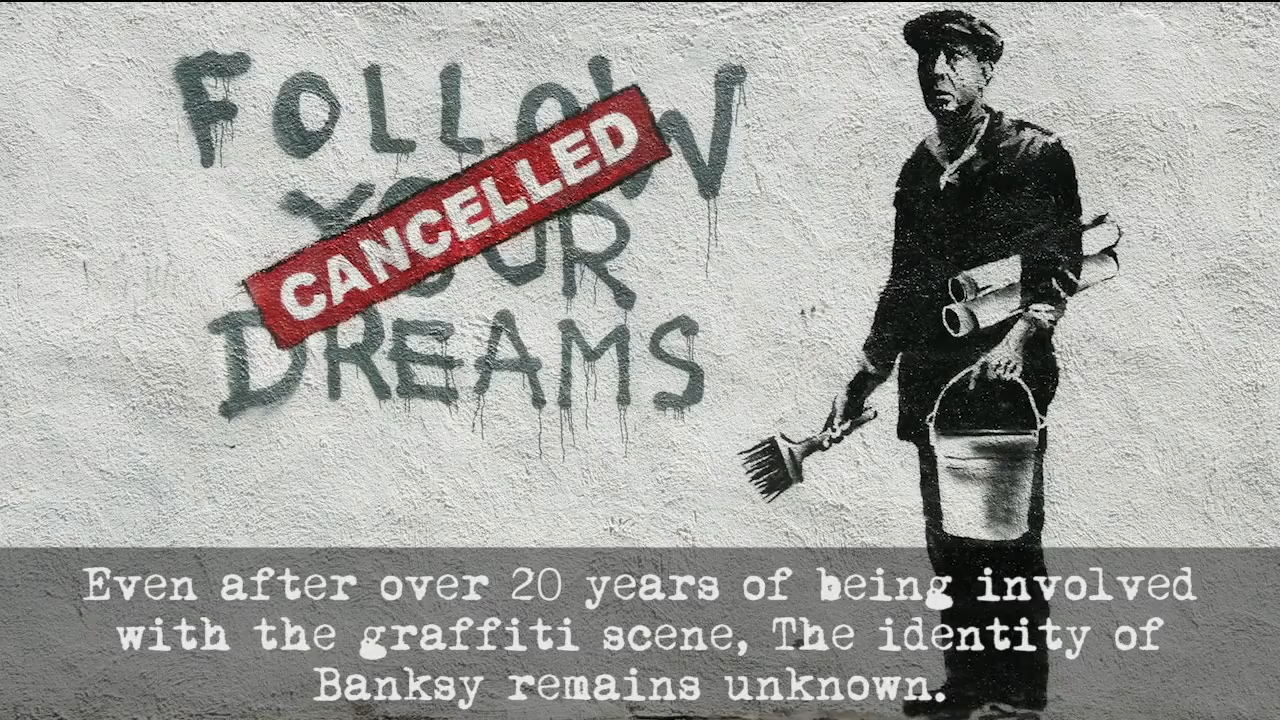 FOLLOW
YOUR
CANCELLED
DREAMS
Even after over 20 years of being involved
with the graffiti scene, The identity of
Banksy remains unknown.